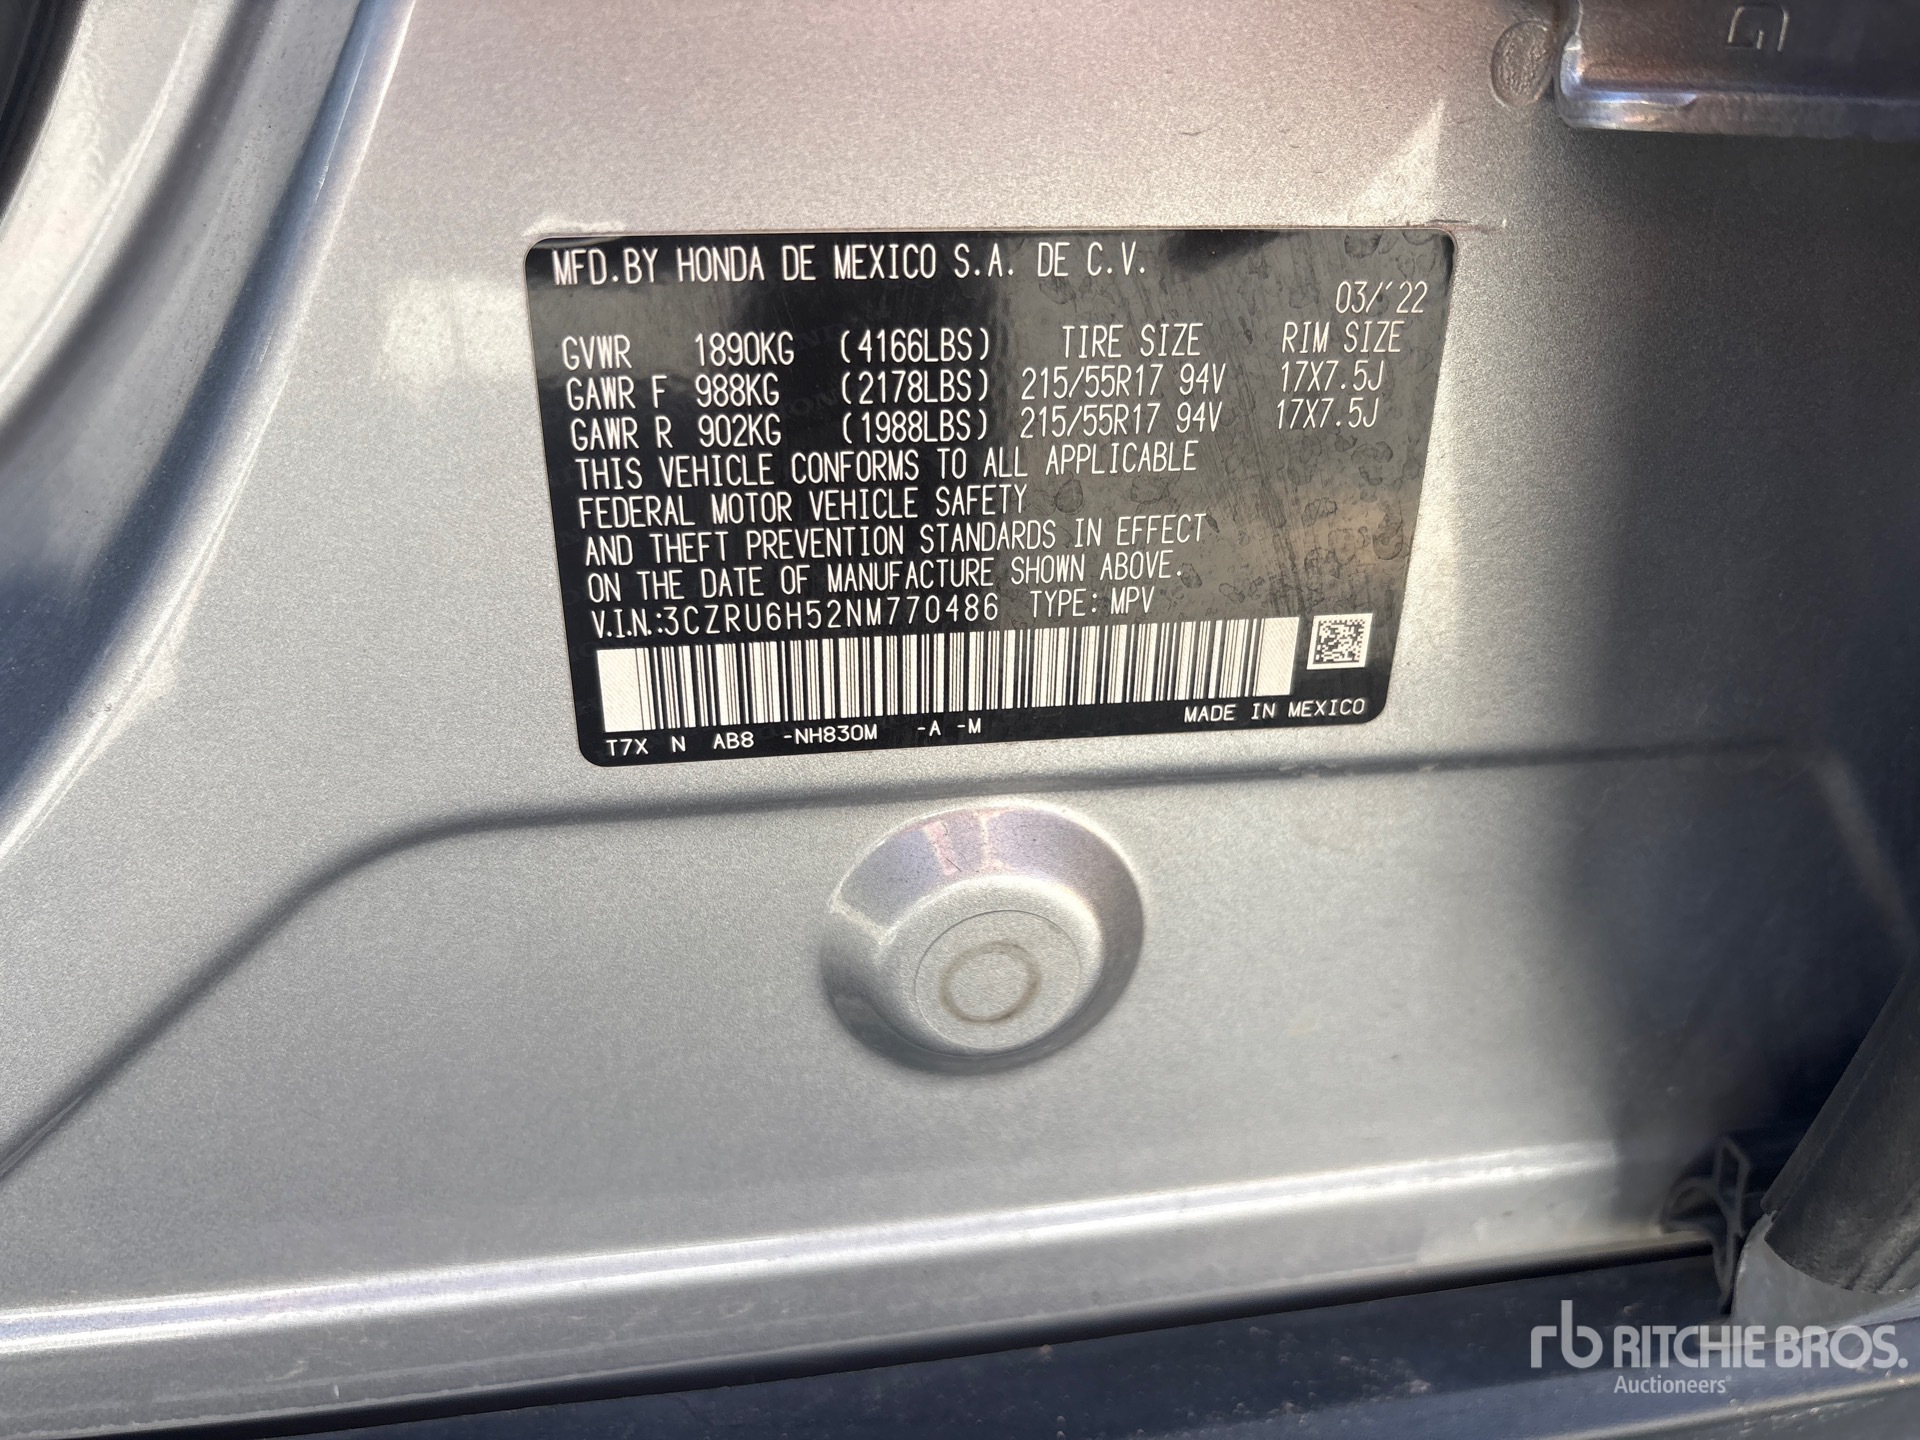 MFD.BY HONDA DE MEXICO S.A. DE C.V.
03/'22
GVWR 1890KG (4166LBS) TIRE SIZE RIM SIZE
GAWR F 988KG (2178LBS) 215/55R17 94V 17X7.5J
GAWR R 902KG (1988LBS) 215/55R17 94V 17X7.5J
THIS VEHICLE CONFORMS TO ALL APPLICABLE
FEDERAL MOTOR VEHICLE SAFETY
AND THEFT PREVENTION STANDARDS IN EFFECT
ON THE DATE OF MANUFACTURE SHOWN ABOVE.
V.I.N.:3CZRU6H52NM770486 TYPE: MPV
MADE IN MEXICO
T7X N AB8 -NH830M -A -M
rb RITCHIE BROS.
Auctioneers